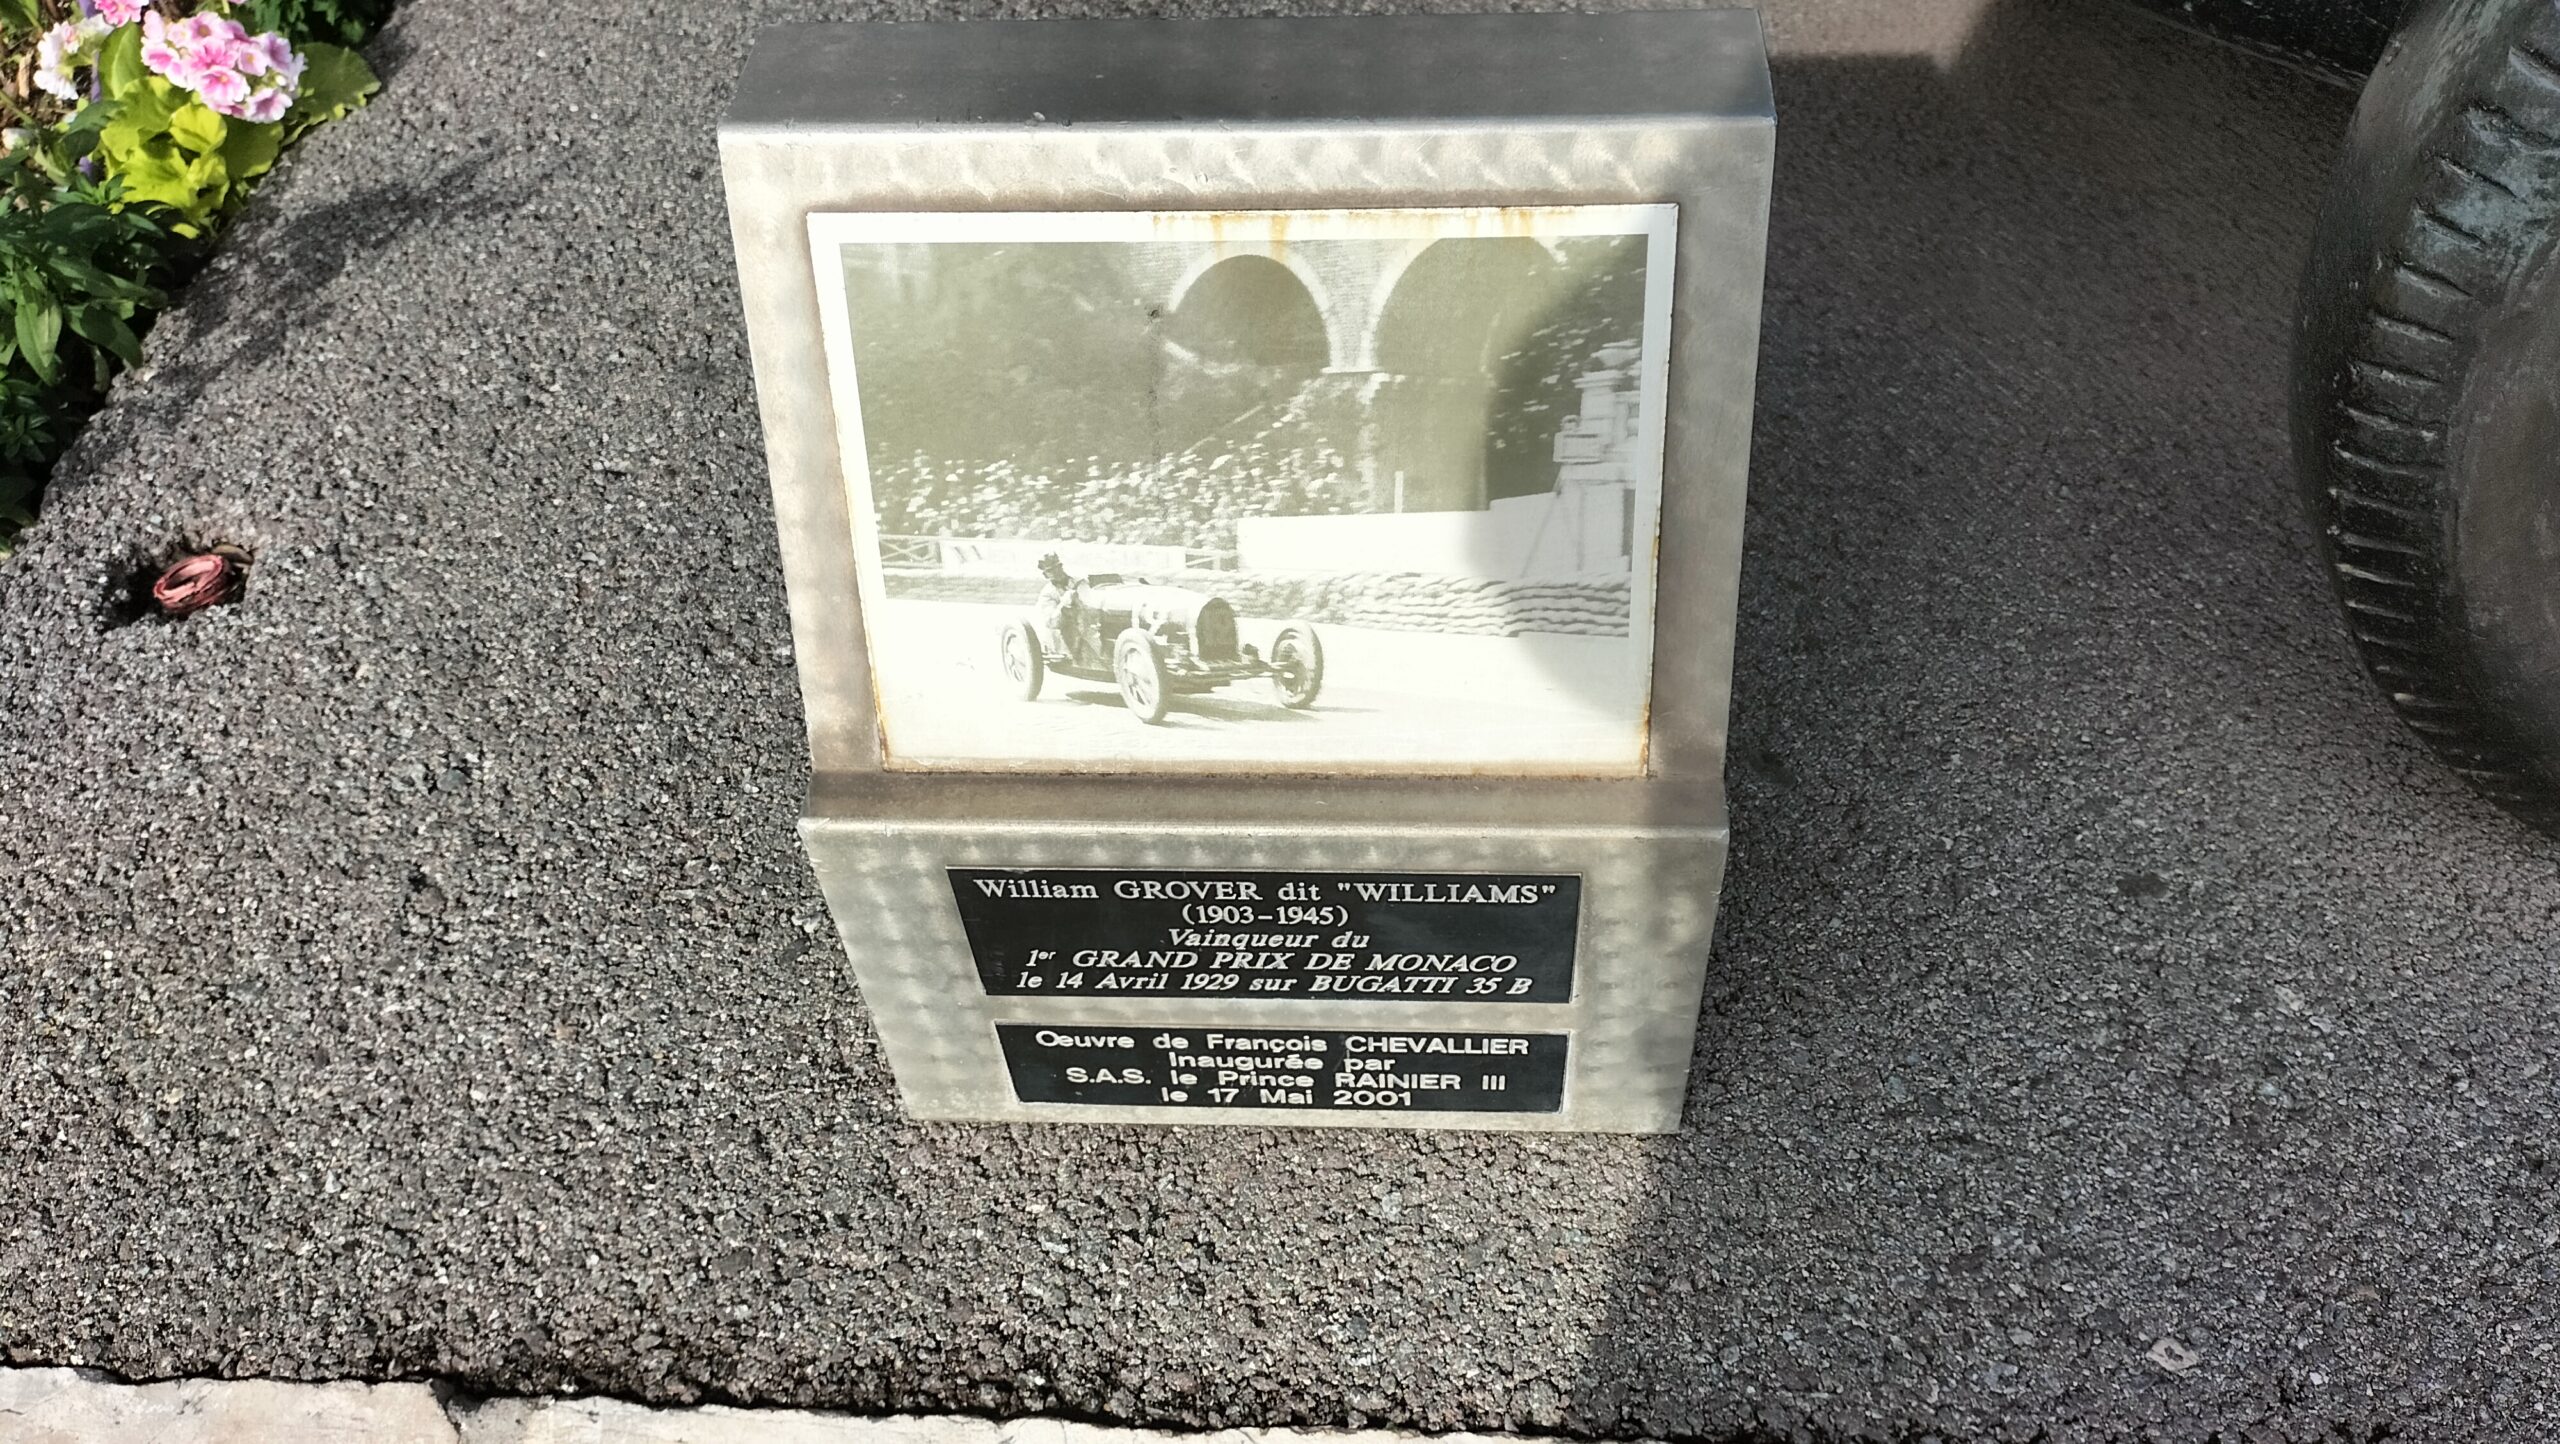 William GROVER dit "WILLIAMS"
(1903-1945)
Vainqueur du
1er GRAND PRIX DE MONACO
le 14 Avril 1929 sur BUGATTI 35 B
Œuvre de François CHEVALLIER
Inaugurée par
S.A.S. le Prince RAINIER III
le 17 Mai 2001